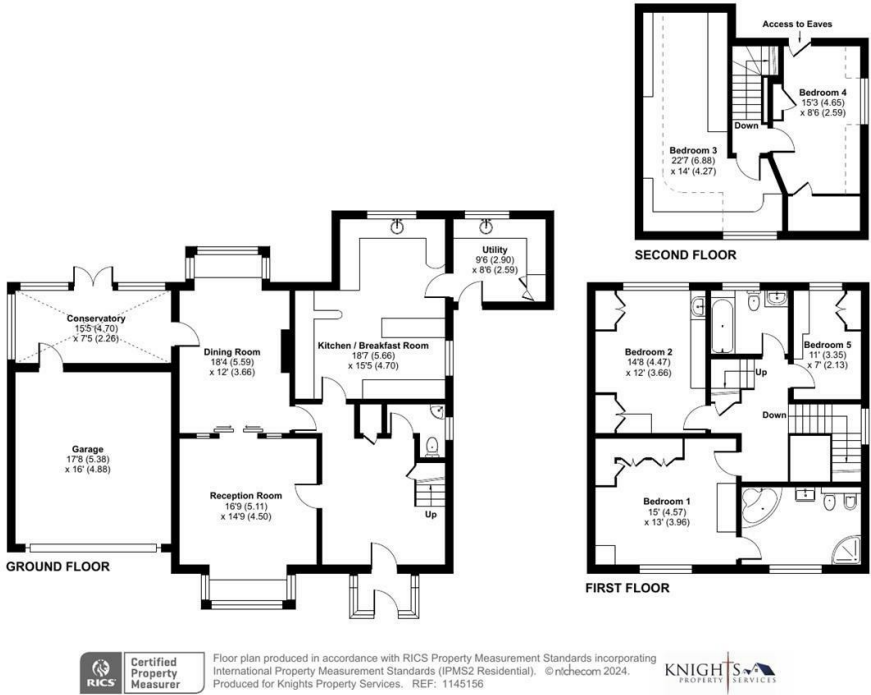 Access to Eaves
Bedroom 4
15'3 (4.65)
x 8'6 (2.59)
Down
Bedroom 3
22'7 (6.88)
x 14' (4.27)
SECOND FLOOR
Utility
9'6 (2.90)
x 8'6 (2.59)
Conservatory
15'5 (4.70)
x 7'5 (2.26)
Dining Room
18'4 (5.59)
x 12' (3.66)
Kitchen / Breakfast Room
18'7 (5.66)
x 15'5 (4.70)
Garage
17'8 (5.38)
x 16' (4.88)
Reception Room
16'9 (5.11)
x 14'9 (4.50)
Up
GROUND FLOOR
Bedroom 2
14'8 (4.47)
x 12' (3.66)
Bedroom 5
11' (3.35)
x 7' (2.13)
Up
Down
Bedroom 1
15' (4.57)
x 13' (3.96)
FIRST FLOOR
RICS
Certified
Property
Measurer
Floor plan produced in accordance with RICS Property Measurement Standards incorporating
International Property Measurement Standards (IPMS2 Residential). ©nichecom 2024.
Produced for Knights Property Services. REF: 1145156
KNIGHTS
PROPERTY SERVICES